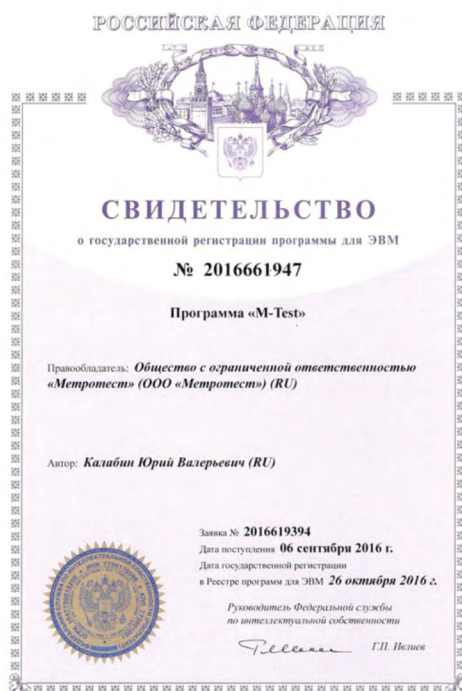 РОССИЙСКАЯ ФЕДЕРАЦИЯ
СВИДЕТЕЛЬСТВО
о государственной регистрации программы для ЭВМ
№ 2016661947
Программа «M-Test»
Правообладатель: Общество с ограниченной ответственностью
«Метротест» (ООО «Метротест») (RU)
Автор: Калабин Юрий Валерьевич (RU)
Заявка № 2016619394
Дата поступления 06 сентября 2016 г.
Дата государственной регистрации
в Реестре программ для ЭВМ 26 октября 2016 г.
Руководитель Федеральной службы
по интеллектуальной собственности
Г.П. Ивлиев